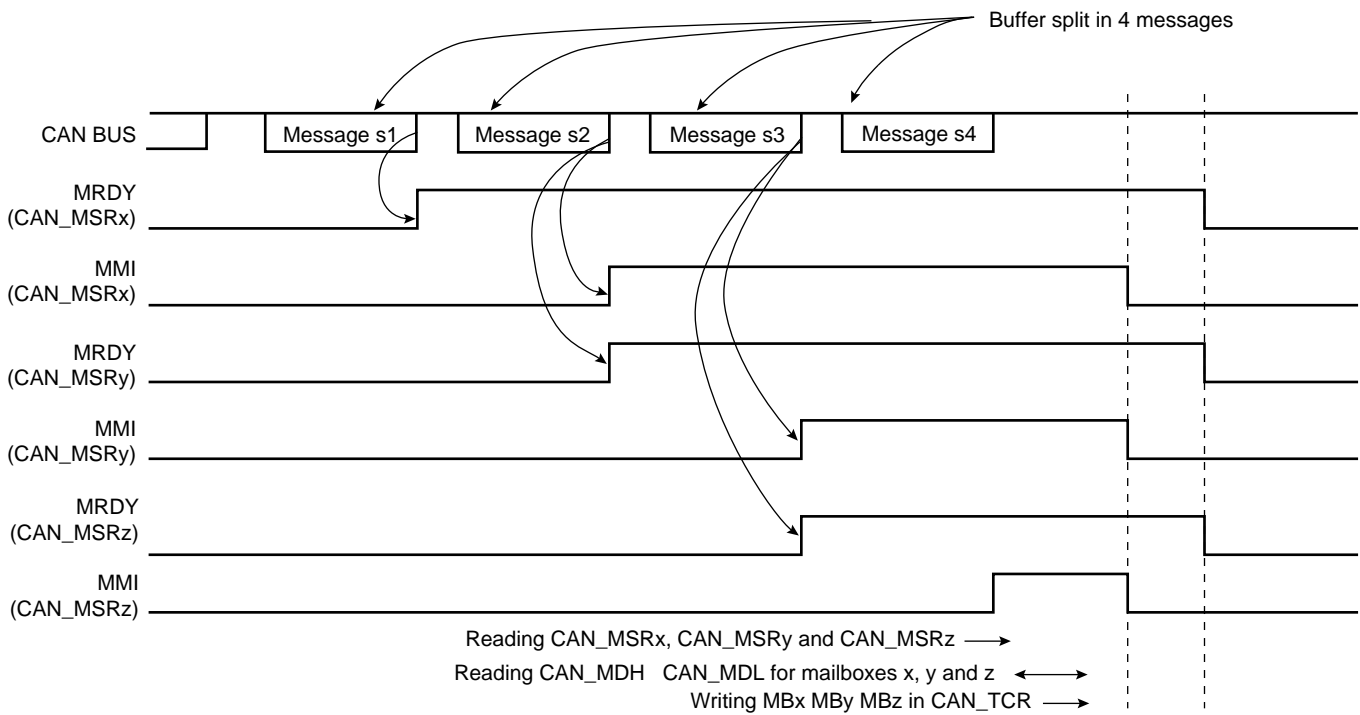 Buffer split in 4 messages
CAN BUS
Message s1
Message s2
Message s3
Message s4
MRDY
(CAN_MSRx)
MMI
(CAN_MSRx)
MRDY
(CAN_MSRy)
MMI
(CAN_MSRy)
MRDY
(CAN_MSRz)
MMI
(CAN_MSRz)
Reading CAN_MSRx, CAN_MSRy and CAN_MSRz
Reading CAN_MDH CAN_MDL for mailboxes x, y and z
Writing MBx MBy MBz in CAN_TCR